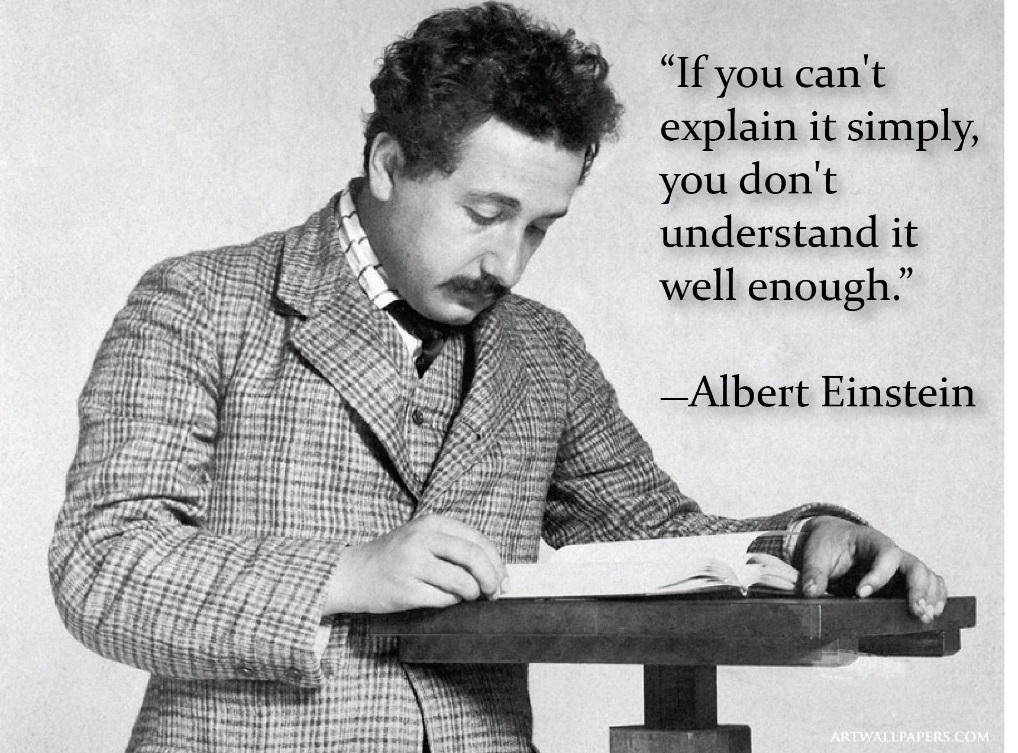 “If you can't
explain it simply,
you don't
understand it
well enough.”
—Albert Einstein
ARTWALLPAPERS.COM